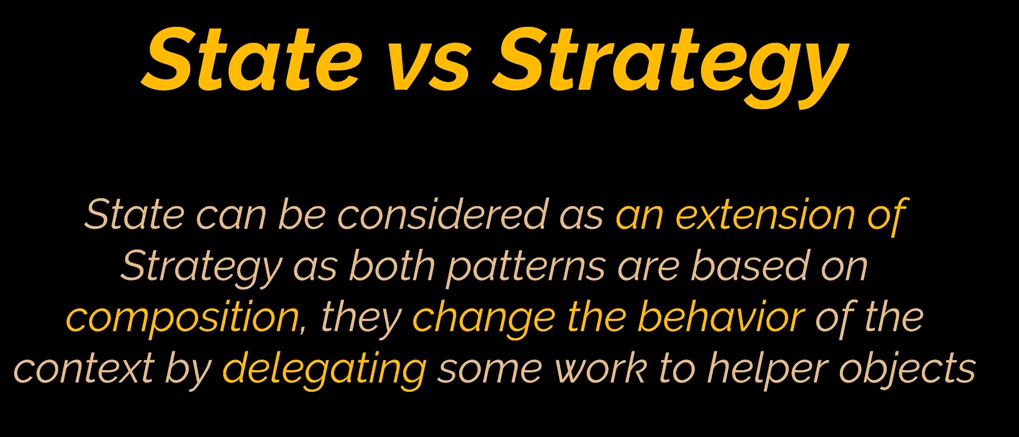 State vs Strategy
State can be considered as an extension of
Strategy as both patterns are based on
composition, they change the behavior of the
context by delegating some work to helper objects